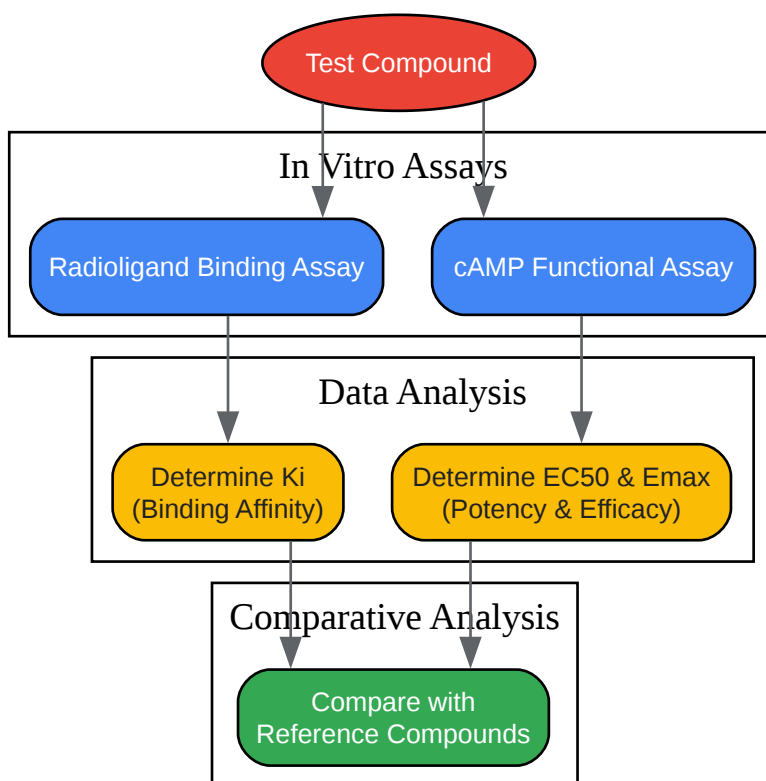 Test Compound
In Vitro Assays
Radioligand Binding Assay
cAMP Functional Assay
Data Analysis
Determine Ki
(Binding Affinity)
Determine EC50 & Emax
(Potency & Efficacy)
Comparative Analysis
Compare with
Reference Compounds